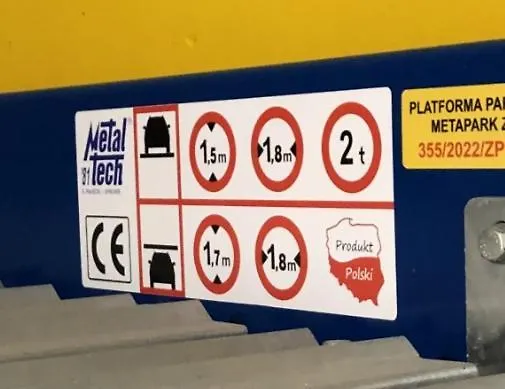 Metal
'81 Tech
1,5m
1,8m
2 t
CE
1,7m
1,8m
Produkt
Polski
PLATFORMA
METAPARK
355/2022/ZP